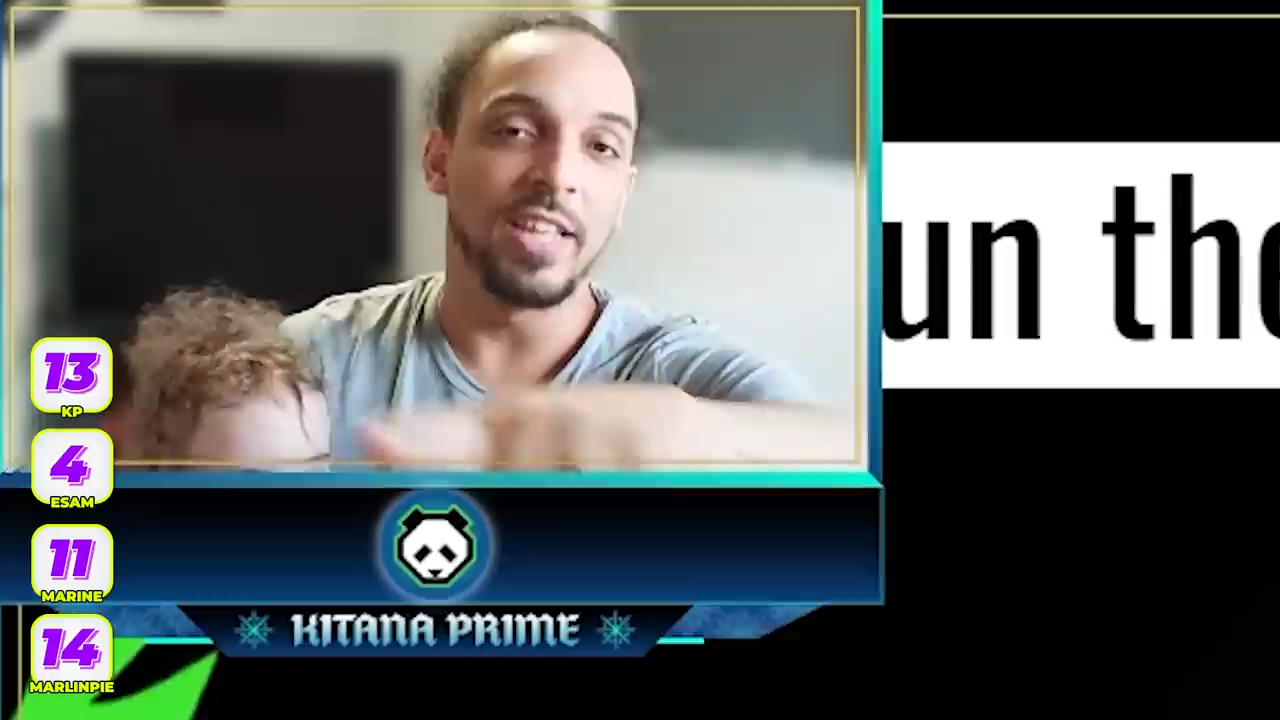 un the
13
KP
4
ESAM
11
MARINE
14
MARLINPIE
KITANA PRIME